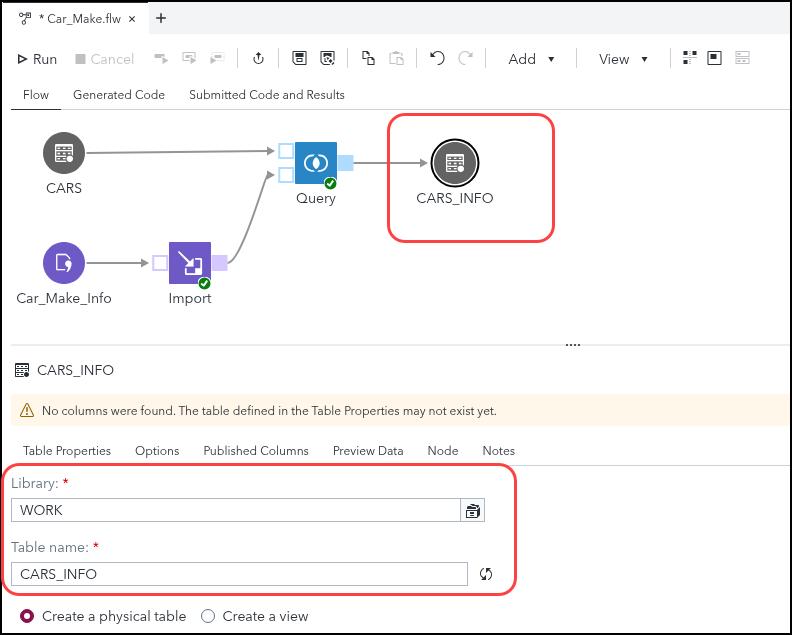 * Car_Make.flw × +
Run Cancel Add ▼ View ▼
Flow Generated Code Submitted Code and Results
CARS
Query
CARS_INFO
Car_Make_Info
Import
CARS_INFO
No columns were found. The table defined in the Table Properties may not exist yet.
Table Properties Options Published Columns Preview Data Node Notes
Library: *
WORK
Table name: *
CARS_INFO
Create a physical table Create a view